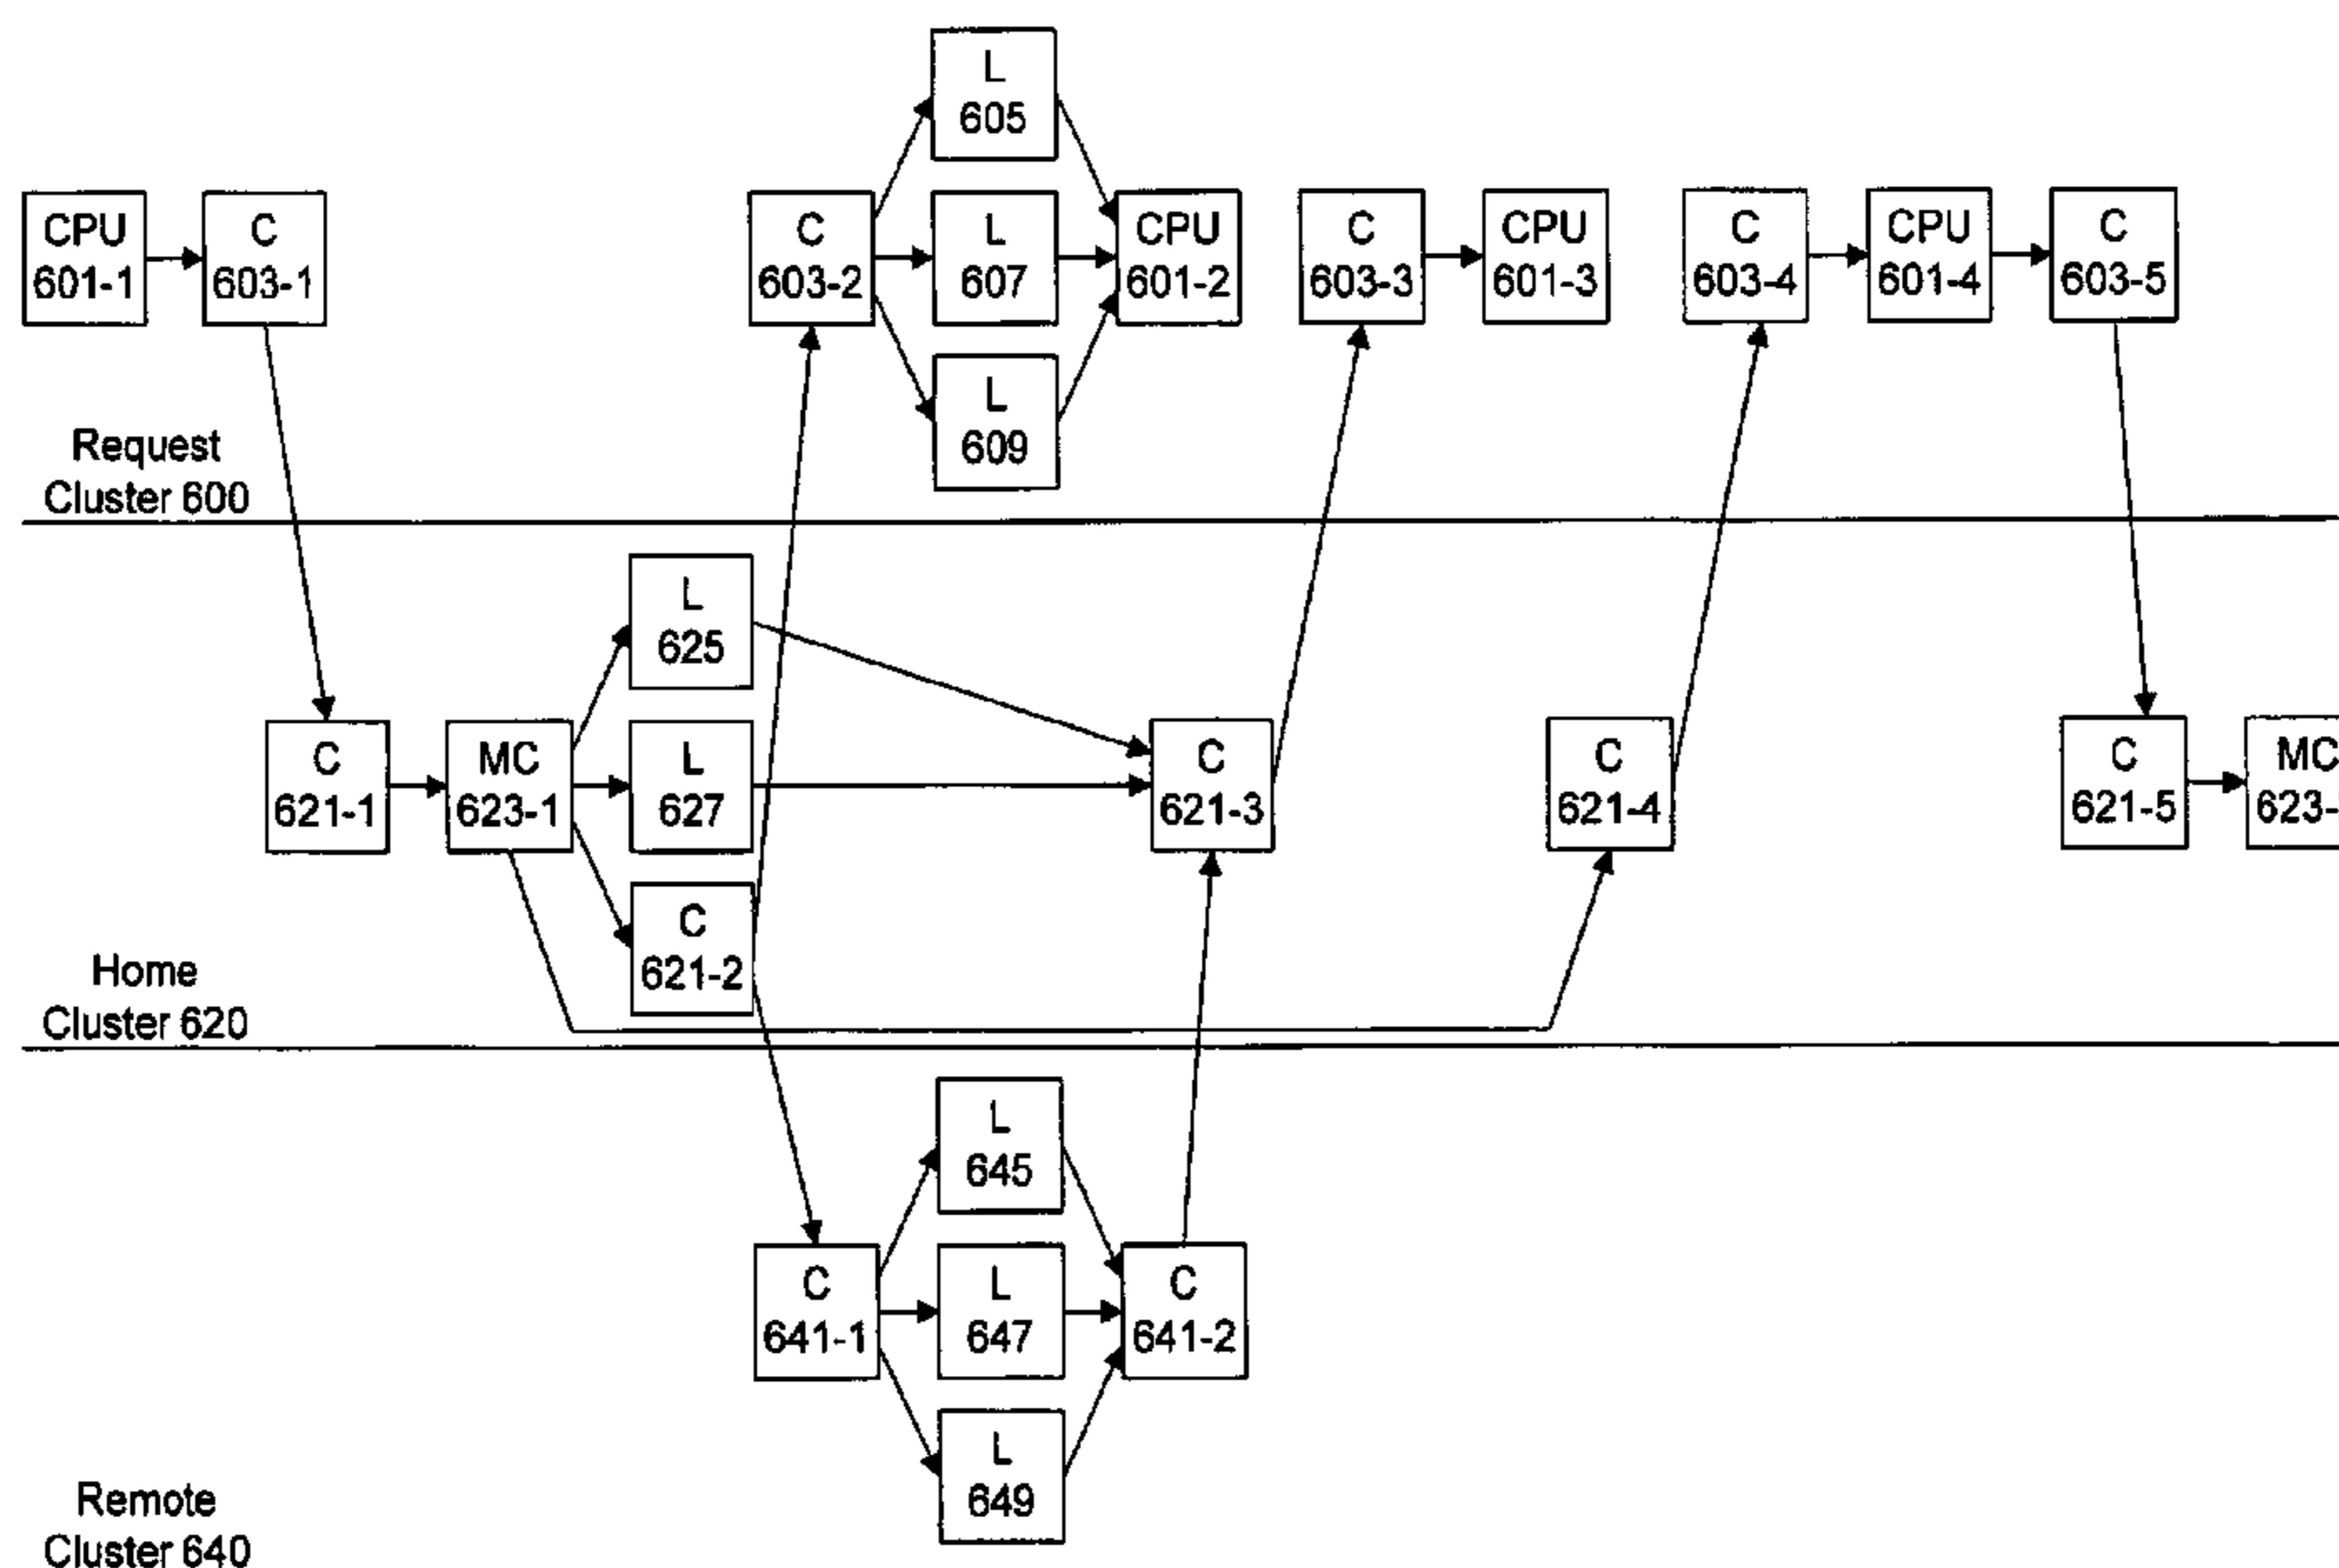 L
605
CPU
601-1
C
603-1
C
603-2
L
607
CPU
601-2
C
603-3
CPU
601-3
C
603-4
CPU
601-4
C
603-5
L
609
Request
Cluster 600
L
625
C
621-1
MC
623-1
L
627
C
621-3
C
621-4
C
621-5
MC
623-
C
621-2
Home
Cluster 620
L
645
C
641-1
L
647
C
641-2
L
649
Remote
Cluster 640